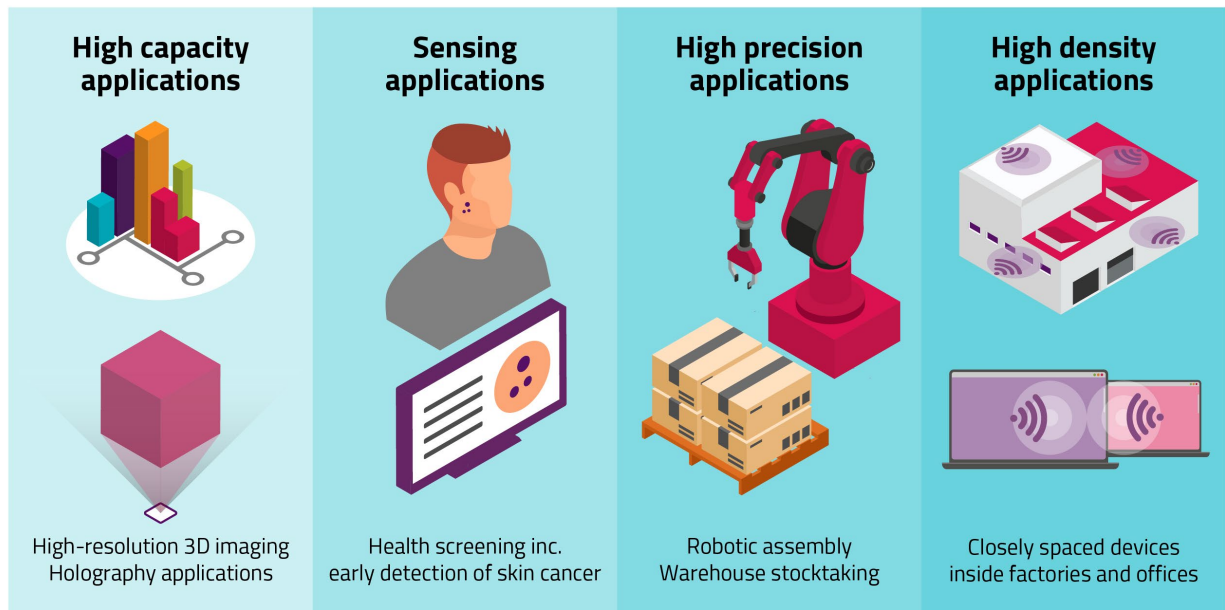 High capacity
applications
High-resolution 3D imaging
Holography applications
Sensing
applications
Health screening inc.
early detection of skin cancer
High precision
applications
Robotic assembly
Warehouse stocktaking
High density
applications
Closely spaced devices
inside factories and offices